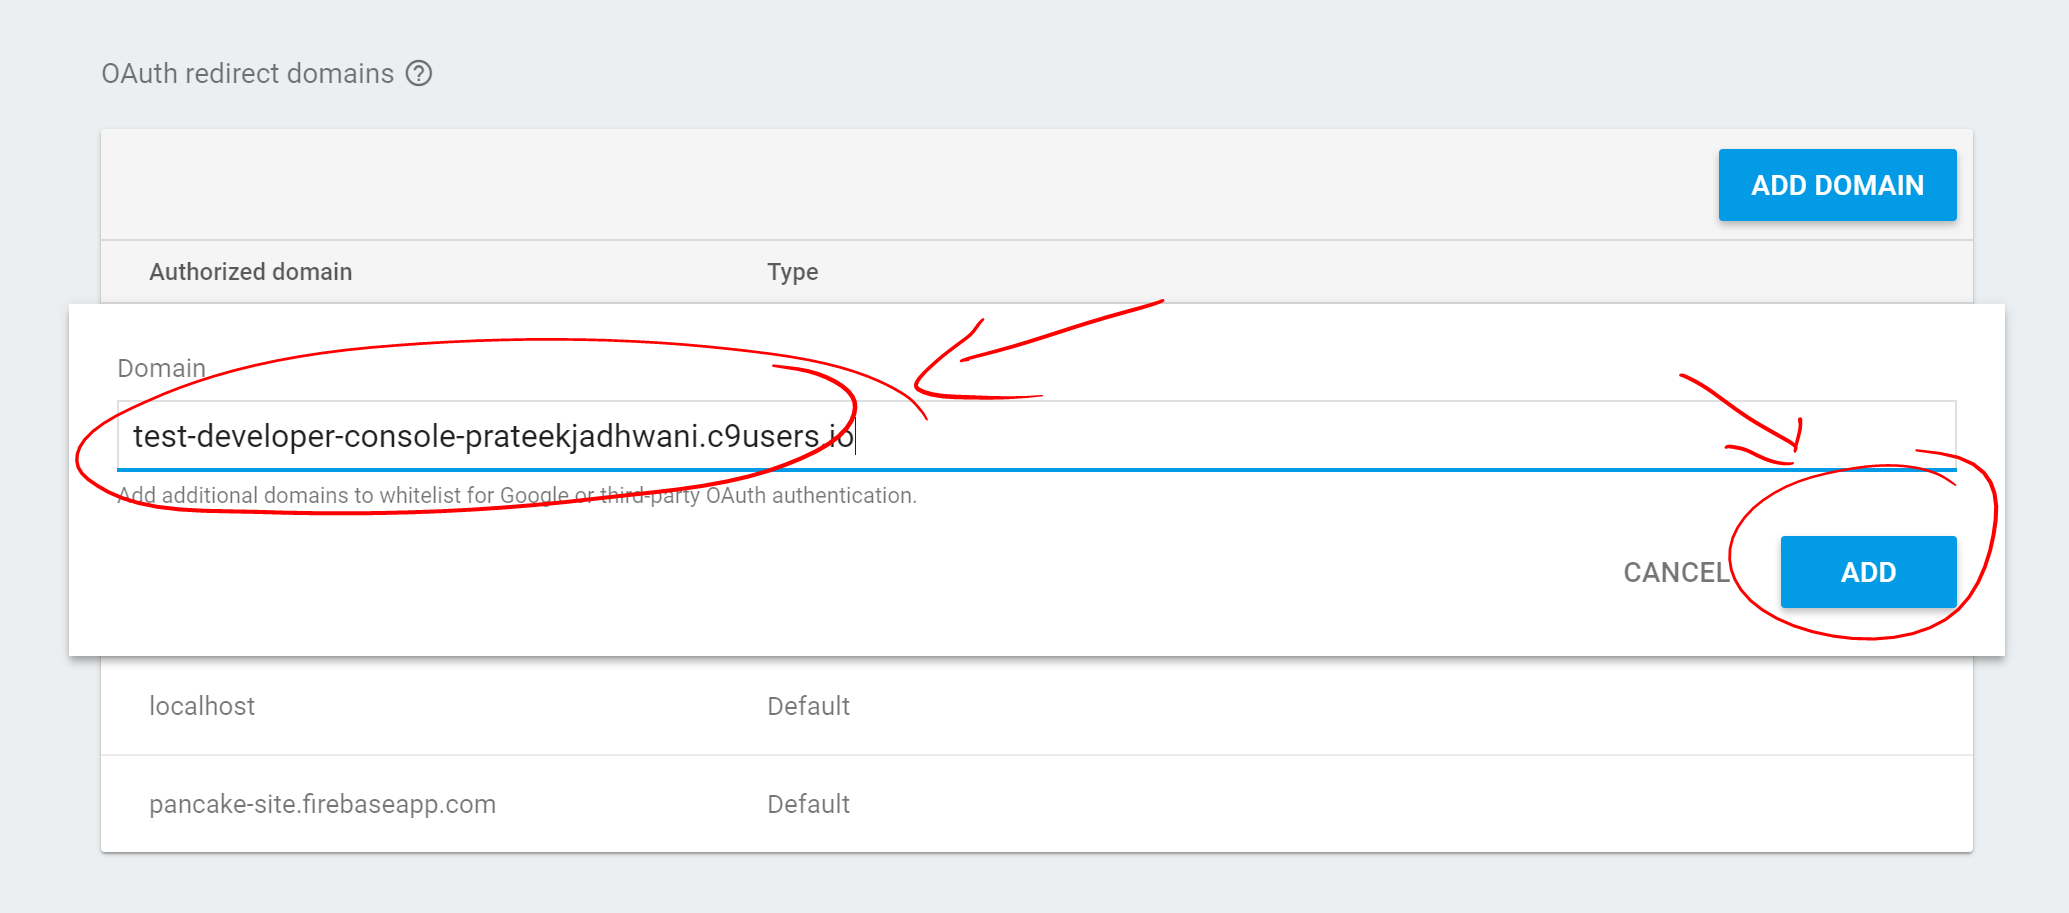 OAuth redirect domains ?
ADD DOMAIN
Authorized domain Type
Domain
test-developer-console-prateekjadhwani.c9users.io
Add additional domains to whitelist for Google or third-party OAuth authentication.
CANCEL ADD
localhost Default
pancake-site.firebaseapp.com Default